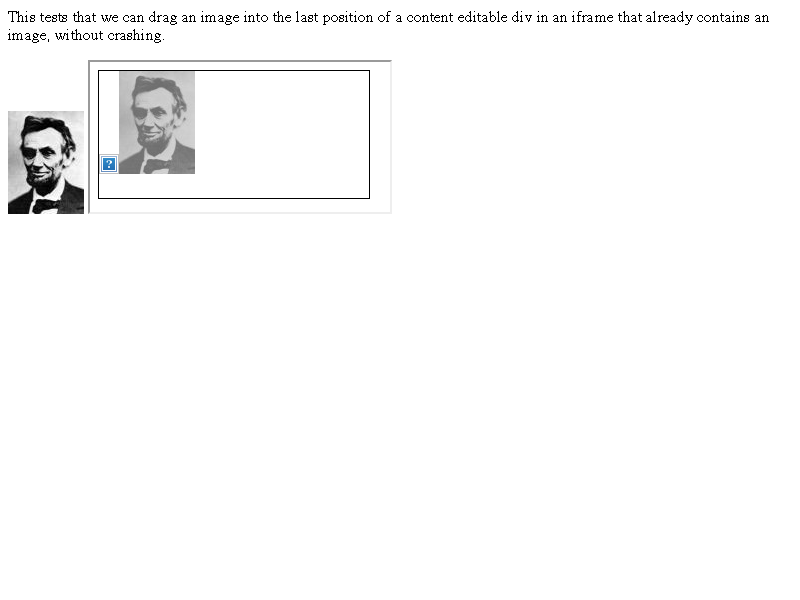 This tests that we can drag an image into the last position of a content editable div in an iframe that already contains an
image, without crashing.
?